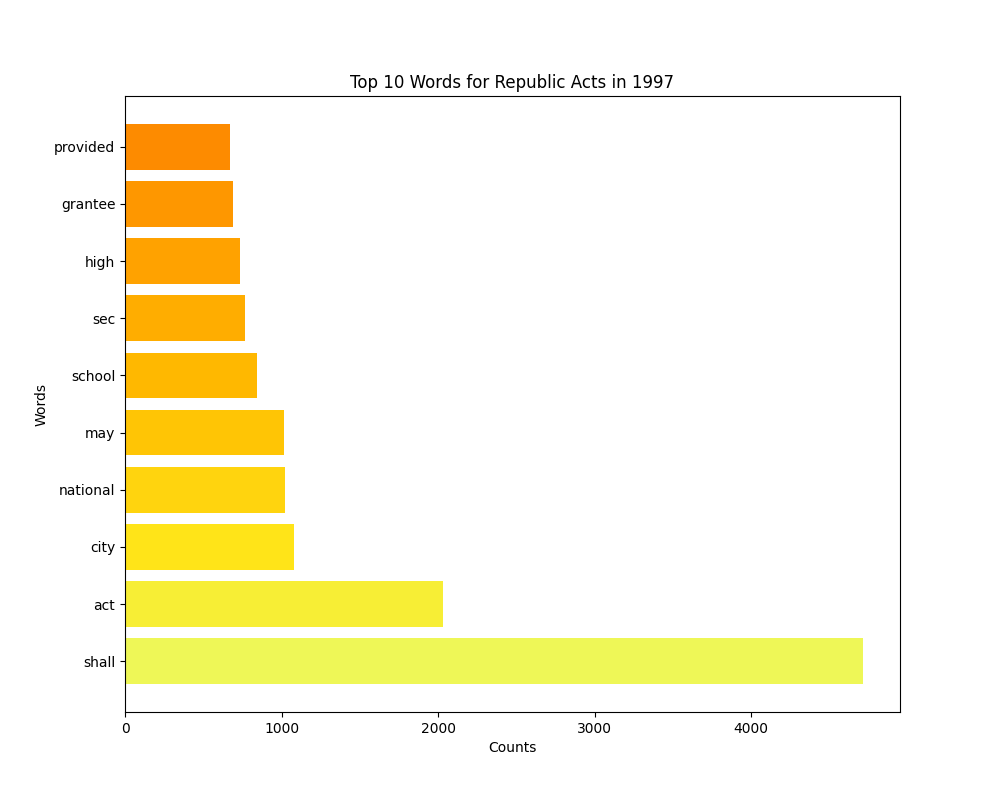 Top 10 Words for Republic Acts in 1997
provided
grantee
high
sec
school
may
national
city
act
shall
Words
0 1000 2000 3000 4000
Counts